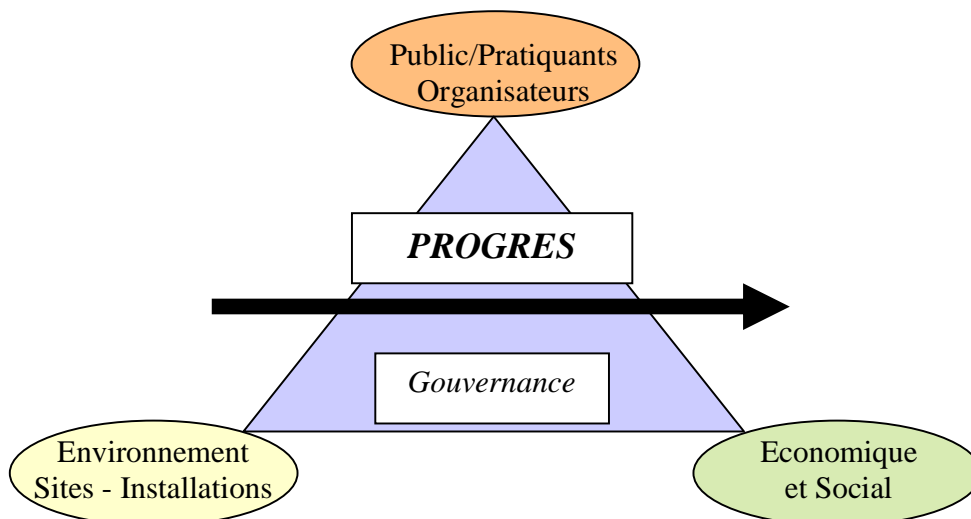 Public/Pratiquants
Organisateurs
PROGRES
Gouvernance
Environnement
Sites - Installations
Economique
et Social